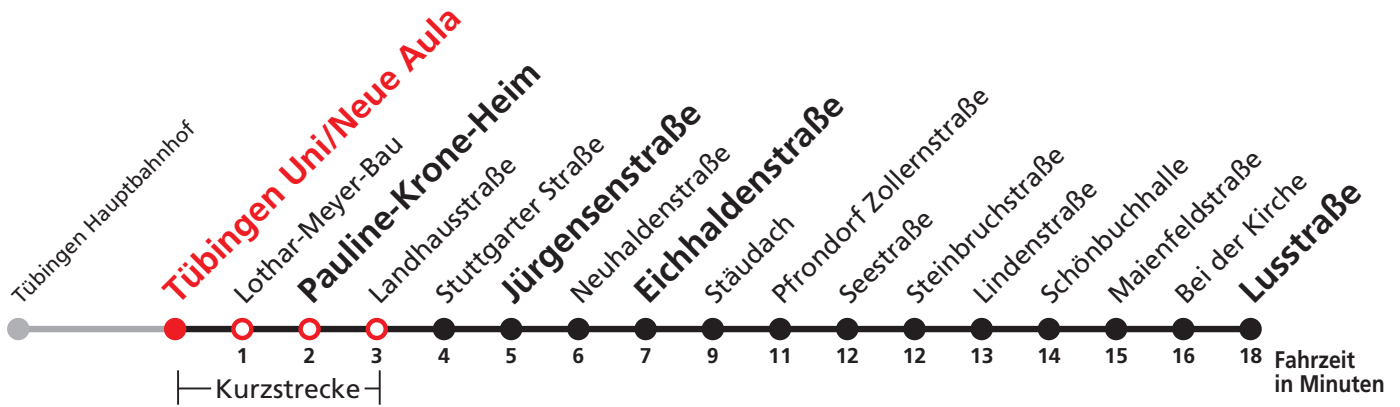 Tübingen Hauptbahnhof
Tübingen Uni/Neue Aula
Lothar-Meyer-Bau
Pauline-Krone-Heim
Landhausstraße
Stuttgarter Straße
Jürgensenstraße
Neuhaldenstraße
Eichhaldenstraße
Stäudach
Pfrondorf Zollernstraße
Seestraße
Steinbruchstraße
Lindenstraße
Schönbuchhalle
Maienfeldstraße
Bei der Kirche
Lusstraße
1 2 3 4 5 6 7 9 11 12 12 13 14 15 16 18
Fahrzeit
in Minuten
Kurzstrecke